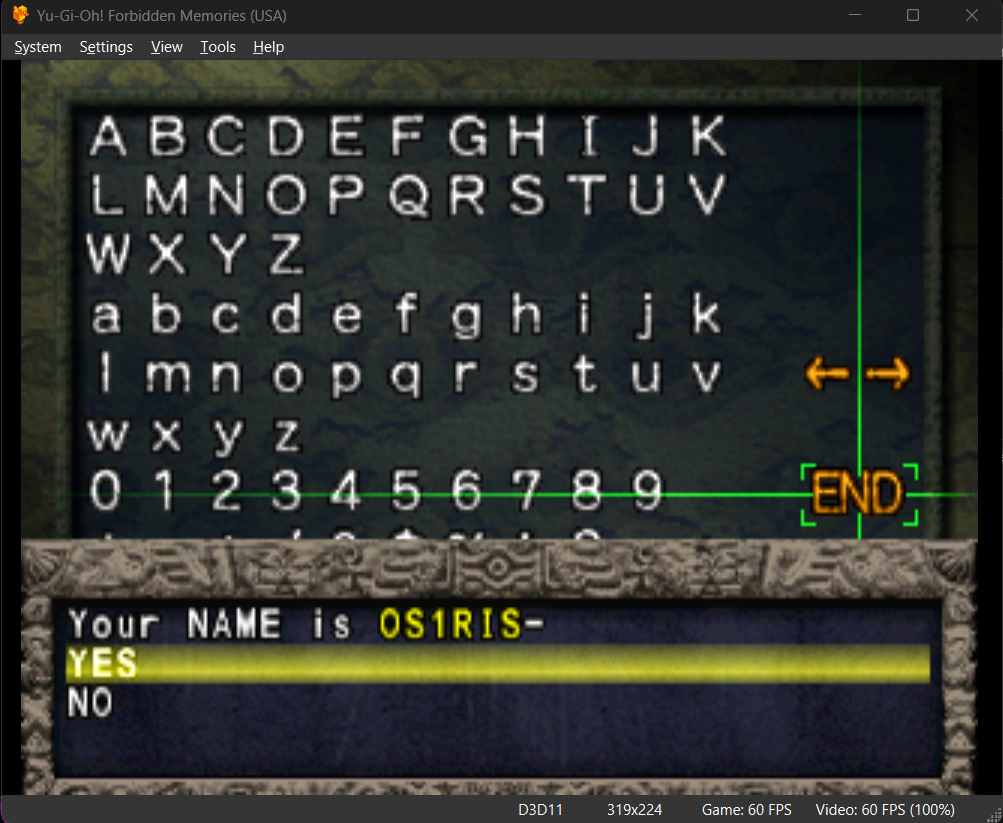 Yu-Gi-Oh! Forbidden Memories (USA)
System Settings View Tools Help
A B C D E F G H I J K
L M N O P Q R S T U V
W X Y Z
a b c d e f g h i j k
l m n o p q r s t u v
w x y z
0 1 2 3 4 5 6 7 8 9
← →
END
Your NAME is OS1RIS-
YES
NO
D3D11 319x224 Game: 60 FPS Video: 60 FPS (100%)